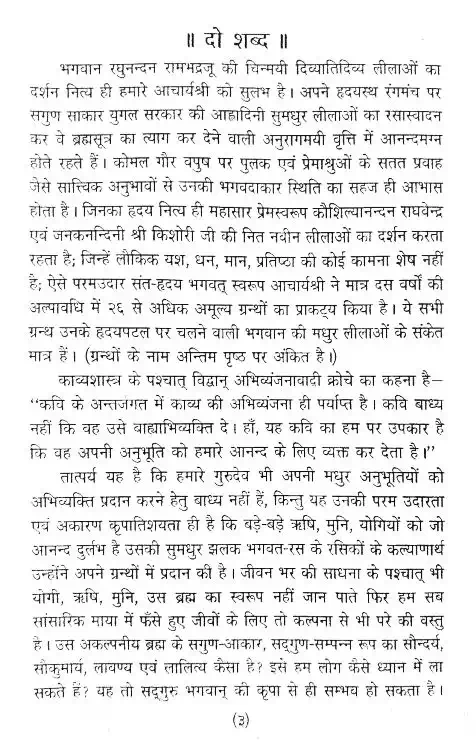 ॥ दो शब्द ॥
भगवान रघुनन्दन रामभद्रजू की चिन्मयी दिव्यातिदिव्य लीलाओं का
दर्शन नित्य ही हमारे आचार्यश्री को सुलभ है। अपने हृदयस्थ रंगमंच पर
सगुण साकार युगल सरकार की आह्लादिनी सुमधुर लीलाओं का रसास्वादन
कर वे ब्रह्मसूत्र का त्याग कर देने वाली अनुरागमयी वृत्ति में आनन्दमग्न
होते रहते हैं। कोमल गौर वपुष पर पुलक एवं प्रेमाश्रुओं के सतत प्रवाह
जैसे सात्त्विक अनुभावों से उनकी भगवदाकार स्थिति का सहज ही आभास
होता है। जिनका हृदय नित्य ही महासार प्रेमस्वरूप कौशिल्यानन्दन राघवेन्द्र
एवं जनकनन्दिनी श्री किशोरी जी की नित नवीन लीलाओं का दर्शन करता
रहता है; जिन्हें लौकिक यश, धन, मान, प्रतिष्ठा की कोई कामना शेष नहीं
है; ऐसे परमउदार संत-हृदय भगवत् स्वरूप आचार्यश्री ने मात्र दस वर्षों की
अल्पावधि में २६ से अधिक अमूल्य ग्रन्थों का प्राकट्य किया है। ये सभी
ग्रन्थ उनके हृदयपटल पर चलने वाली भगवान की मधुर लीलाओं के संकेत
मात्र हैं। (ग्रन्थों के नाम अन्तिम पृष्ठ पर अंकित है।)
काव्यशास्त्र के पश्चात् विद्वान् अभिव्यंजनावादी क्रोचे का कहना है–
“कवि के अन्तर्जगत में काव्य की अभिव्यंजना ही पर्याप्त है। कवि बाध्य
नहीं कि वह उसे वाह्याभिव्यक्ति दे। हाँ, यह कवि का हम पर उपकार है
कि वह अपनी अनुभूति को हमारे आनन्द के लिए व्यक्त कर देता है।”
तात्पर्य यह है कि हमारे गुरुदेव भी अपनी मधुर अनुभूतियों को
अभिव्यक्ति प्रदान करने हेतु बाध्य नहीं हैं, किन्तु यह उनकी परम उदारता
एवं अकारण कृपातिशयता ही है कि बड़े-बड़े ऋषि, मुनि, योगियों को जो
आनन्द दुर्लभ है उसकी सुमधुर झलक भगवत-रस के रसिकों के कल्याणार्थ
उन्होंने अपने ग्रन्थों में प्रदान की है। जीवन भर की साधना के पश्चात् भी
योगी, ऋषि, मुनि, उस ब्रह्म का स्वरूप नहीं जान पाते फिर हम सब
सांसारिक माया में फँसे हुए जीवों के लिए तो कल्पना से भी परे की वस्तु
है। उस अकल्पनीय ब्रह्म के सगुण-आकार, सद्गुण-सम्पन्न रूप का सौन्दर्य,
सौकुमार्य, लावण्य एवं लालित्य कैसा है? इसे हम लोग कैसे ध्यान में ला
सकते हैं? यह तो सद्गुरु भगवान् की कृपा से ही सम्भव हो सकता है।
(३)